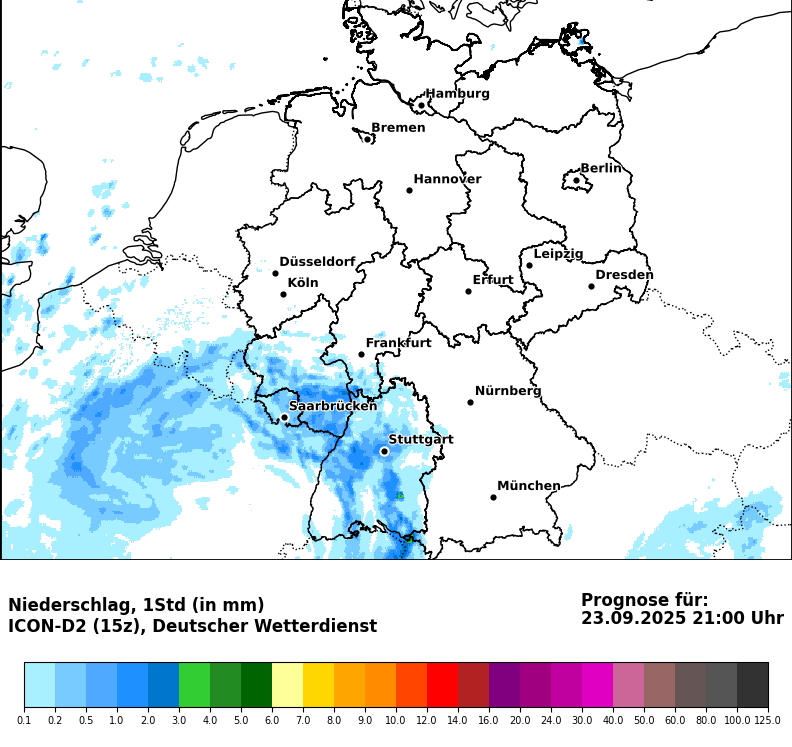 Hamburg
Bremen
Berlin
Hannover
Leipzig
Düsseldorf
Dresden
Köln
Erfurt
Frankfurt
Nürnberg
Saarbrücken
Stuttgart
München
Niederschlag, 1Std (in mm)
ICON-D2 (15z), Deutscher Wetterdienst
Prognose für:
23.09.2025 21:00 Uhr
0.1 0.2 0.5 1.0 2.0 3.0 4.0 5.0 6.0 7.0 8.0 9.0 10.0 12.0 14.0 16.0 20.0 24.0 30.0 40.0 50.0 60.0 80.0 100.0 125.0